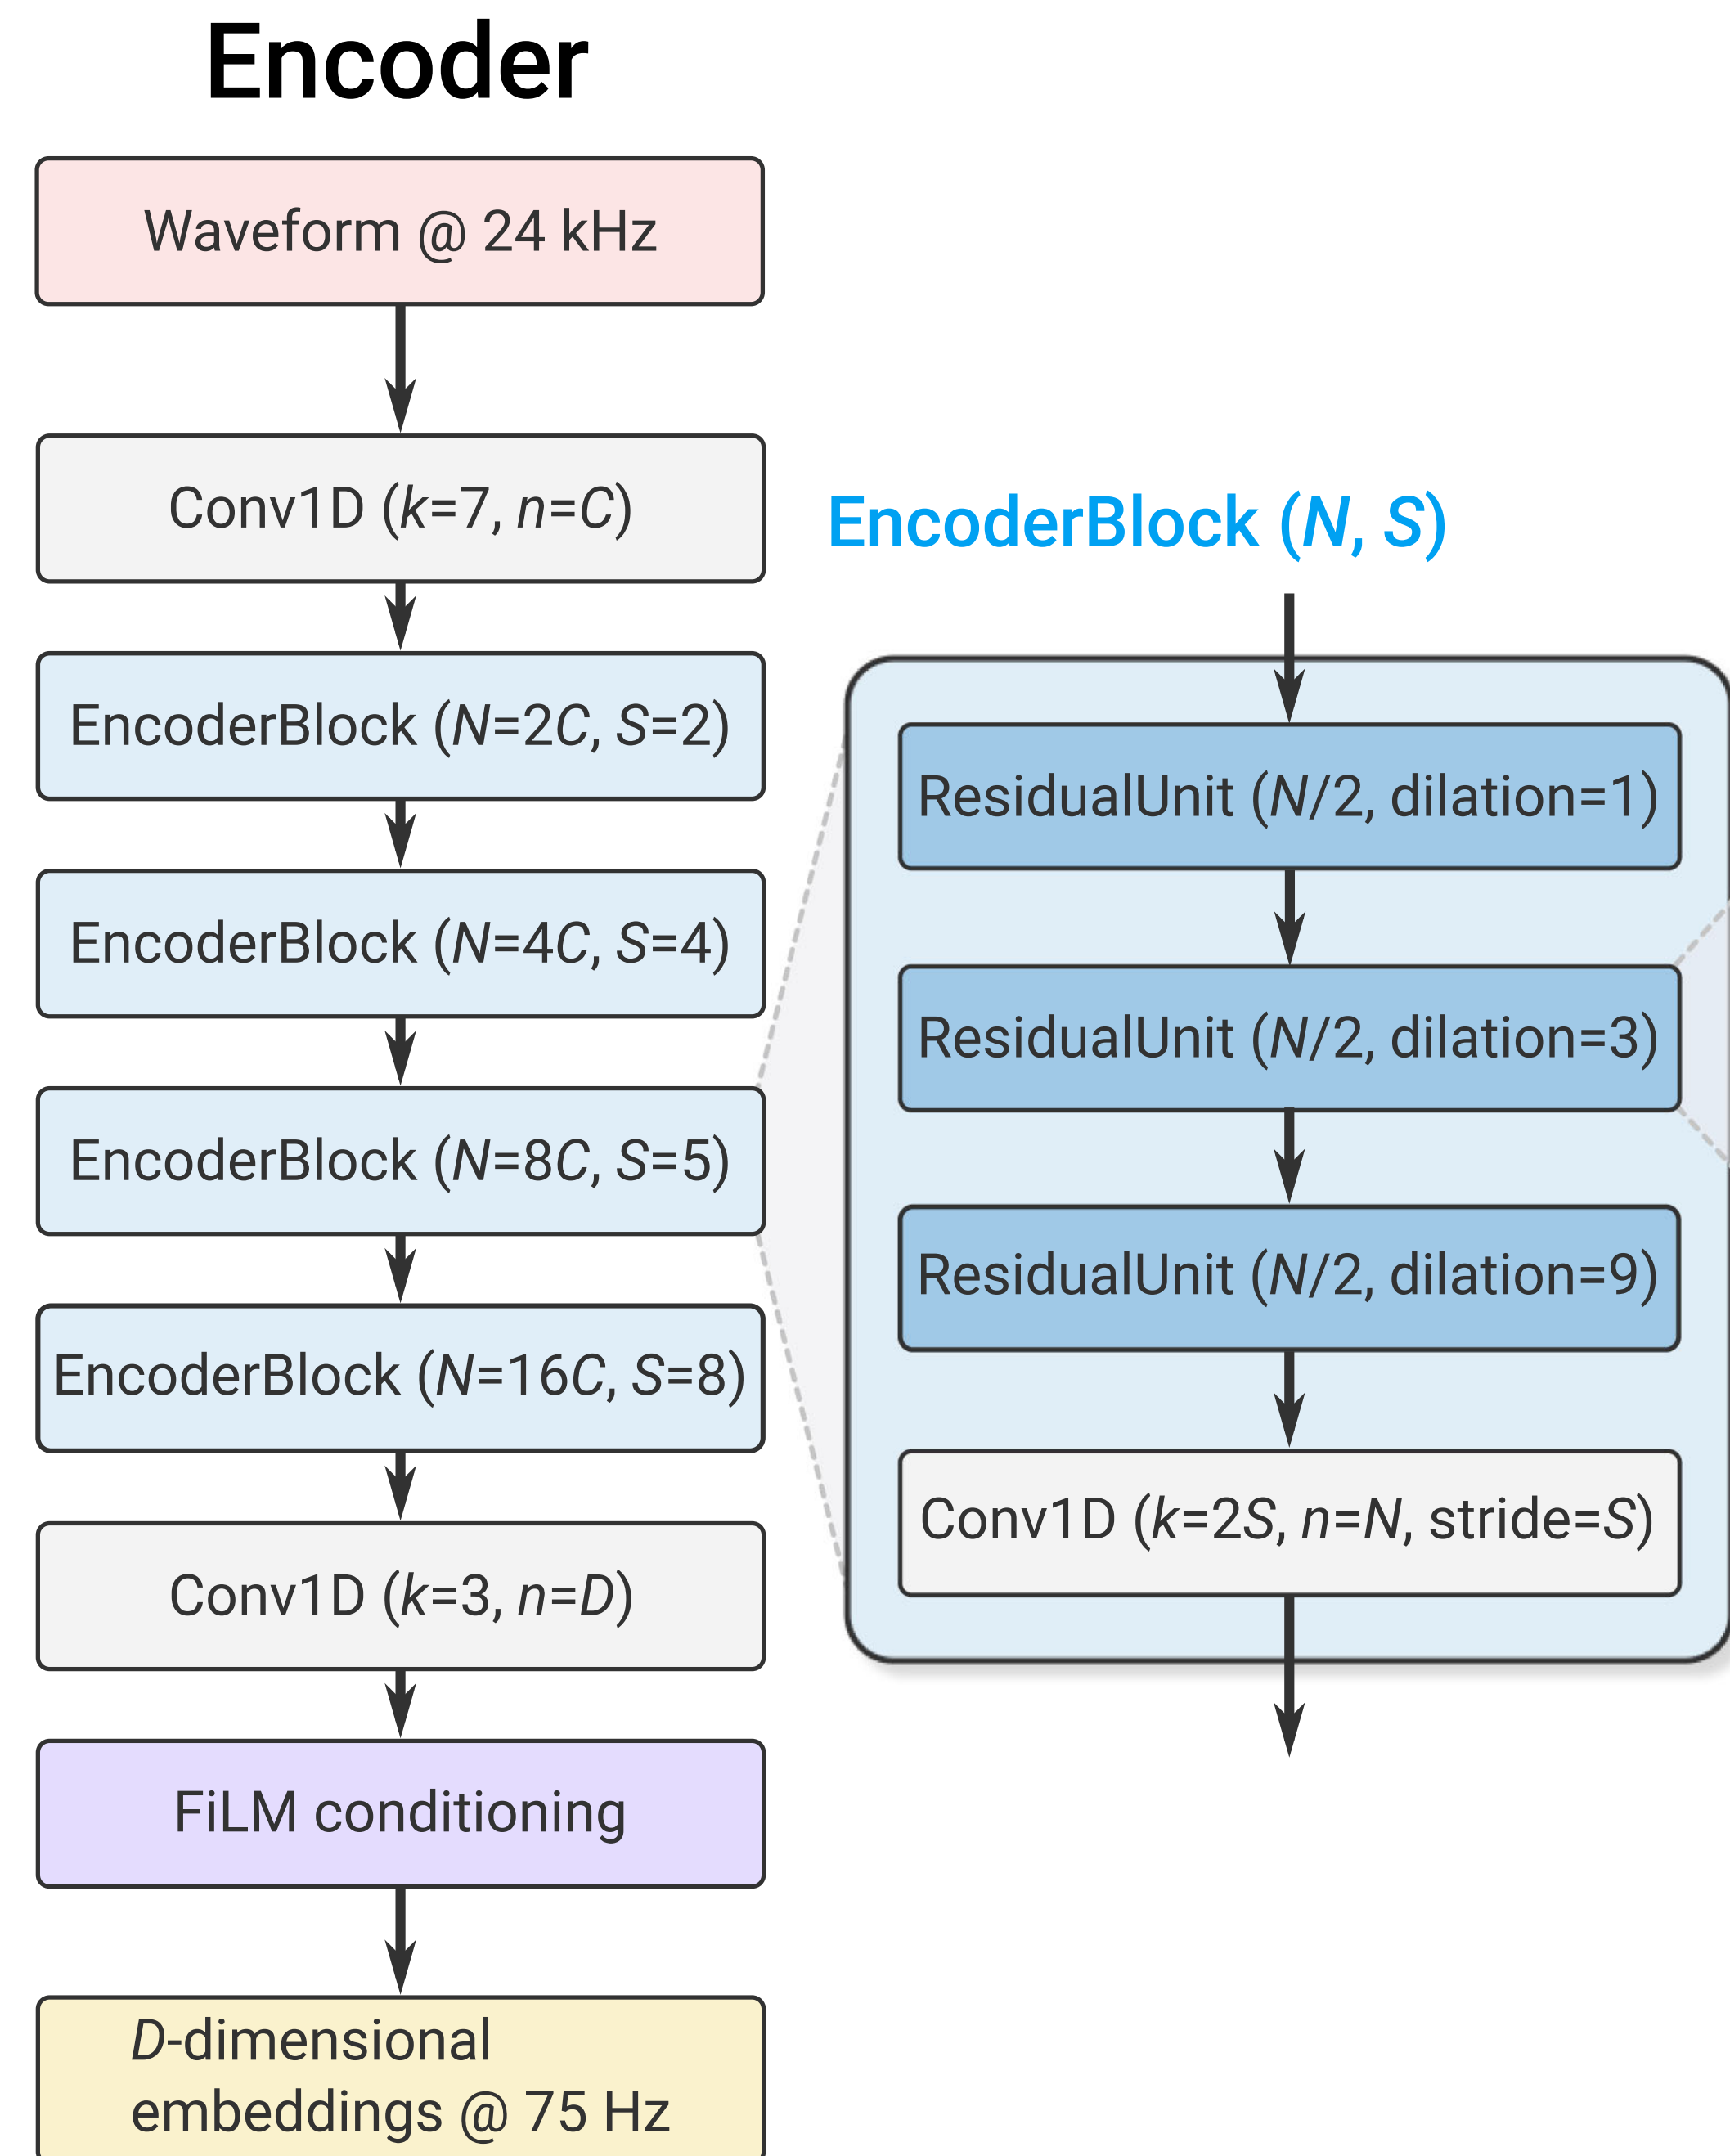 Encoder
Waveform @ 24 kHz
Conv1D (k=7, n=C)
EncoderBlock (N=2C, S=2)
EncoderBlock (N=4C, S=4)
EncoderBlock (N=8C, S=5)
EncoderBlock (N=16C, S=8)
Conv1D (k=3, n=D)
FiLM conditioning
D-dimensional
embeddings @ 75 Hz
EncoderBlock (N, S)
ResidualUnit (N/2, dilation=1)
ResidualUnit (N/2, dilation=3)
ResidualUnit (N/2, dilation=9)
Conv1D (k=2S, n=N, stride=S)